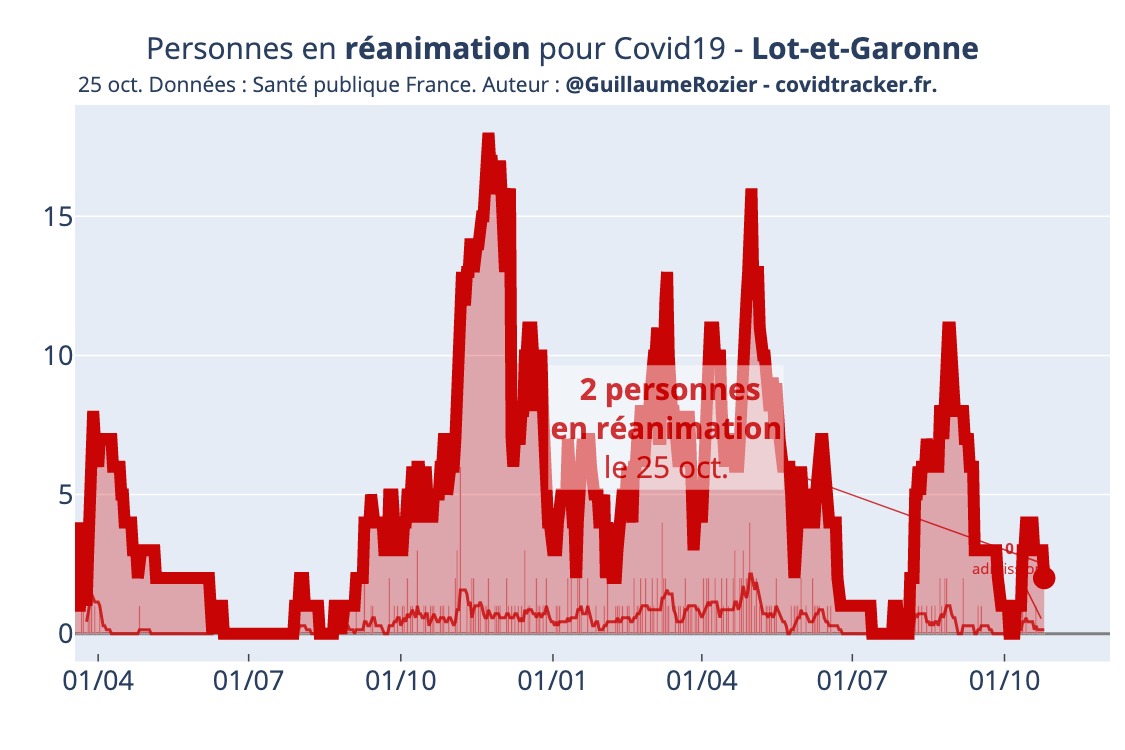 Personnes en réanimation pour Covid19 - Lot-et-Garonne
25 oct. Données : Santé publique France. Auteur : @GuillaumeRozier - covidtracker.fr.
15
10
5
0
2 personnes
en réanimation
le 25 oct.
0
01/04 01/07 01/10 01/01 01/04 01/07 01/10